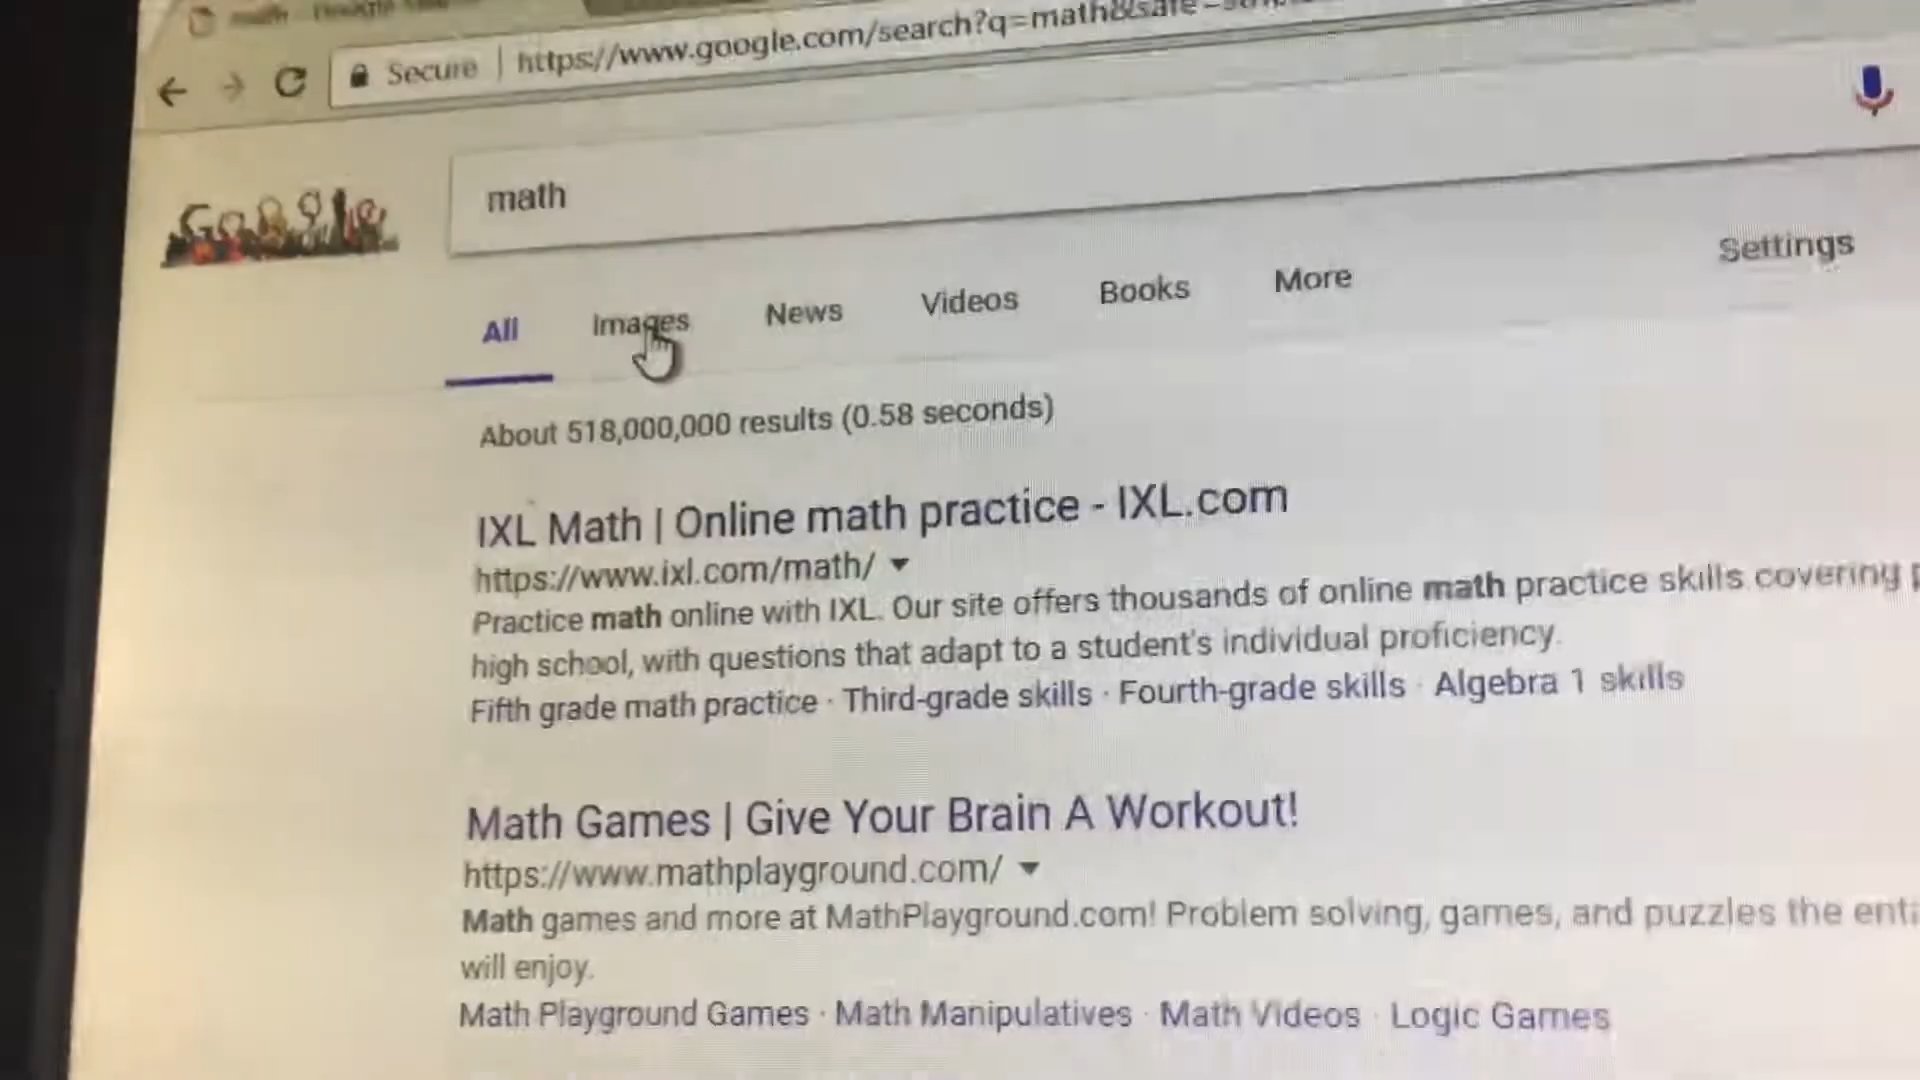 Secure | https://www.google.com/search?q=math&safe=
Google
math
All Images News Videos Books More Settings
About 518,000,000 results (0.58 seconds)
IXL Math | Online math practice - IXL.com
https://www.ixl.com/math/
Practice math online with IXL. Our site offers thousands of online math practice skills covering p
high school, with questions that adapt to a student's individual proficiency.
Fifth grade math practice · Third-grade skills · Fourth-grade skills · Algebra 1 skills
Math Games | Give Your Brain A Workout!
https://www.mathplayground.com/
Math games and more at MathPlayground.com! Problem solving, games, and puzzles the enti
will enjoy.
Math Playground Games · Math Manipulatives · Math Videos · Logic Games